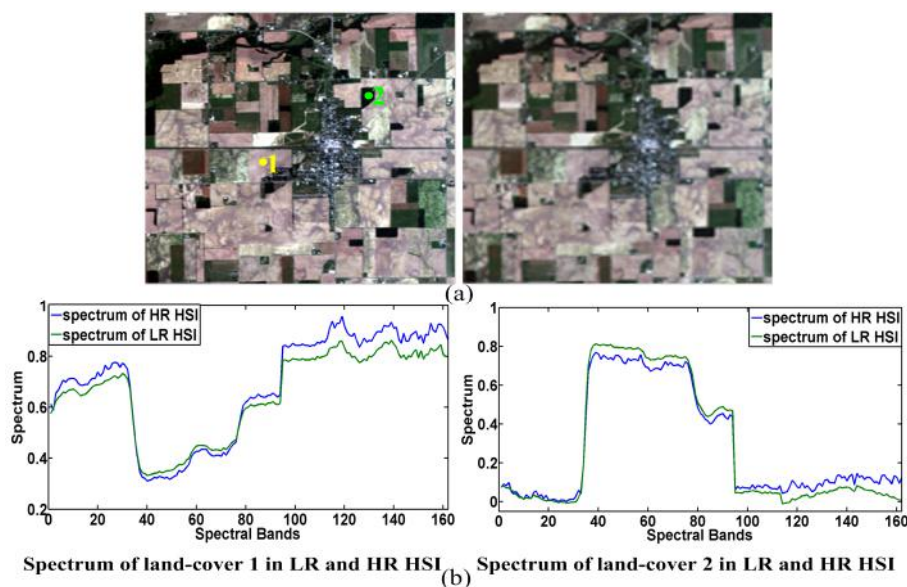 2
1
(a)
spectrum of HR HSI
spectrum of LR HSI
Spectrum
1
0.8
0.6
0.4
0.2
0 20 40 60 80 100 120 140 160
Spectral Bands
spectrum of HR HSI
spectrum of LR HSI
Spectrum
1
0.8
0.6
0.4
0.2
0
0 20 40 60 80 100 120 140 160
Spectral Bands
Spectrum of land-cover 1 in LR and HR HSI
Spectrum of land-cover 2 in LR and HR HSI
(b)